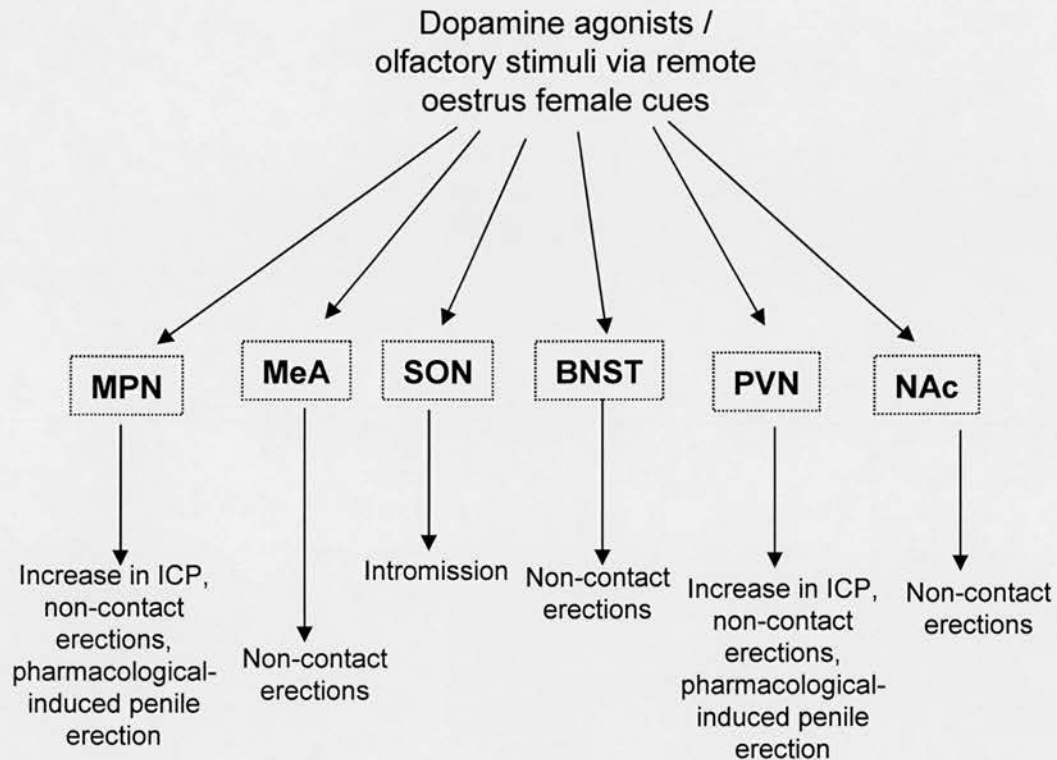 Dopamine agonists /
olfactory stimuli via remote
oestrus female cues
MPN
MeA
SON
BNST
PVN
NAc
Increase in ICP,
non-contact
erections,
pharmacological-
induced penile
erection
Non-contact
erections
Intromission
Non-contact
erections
Increase in ICP,
non-contact
erections,
pharmacological-
induced penile
erection
Non-contact
erections